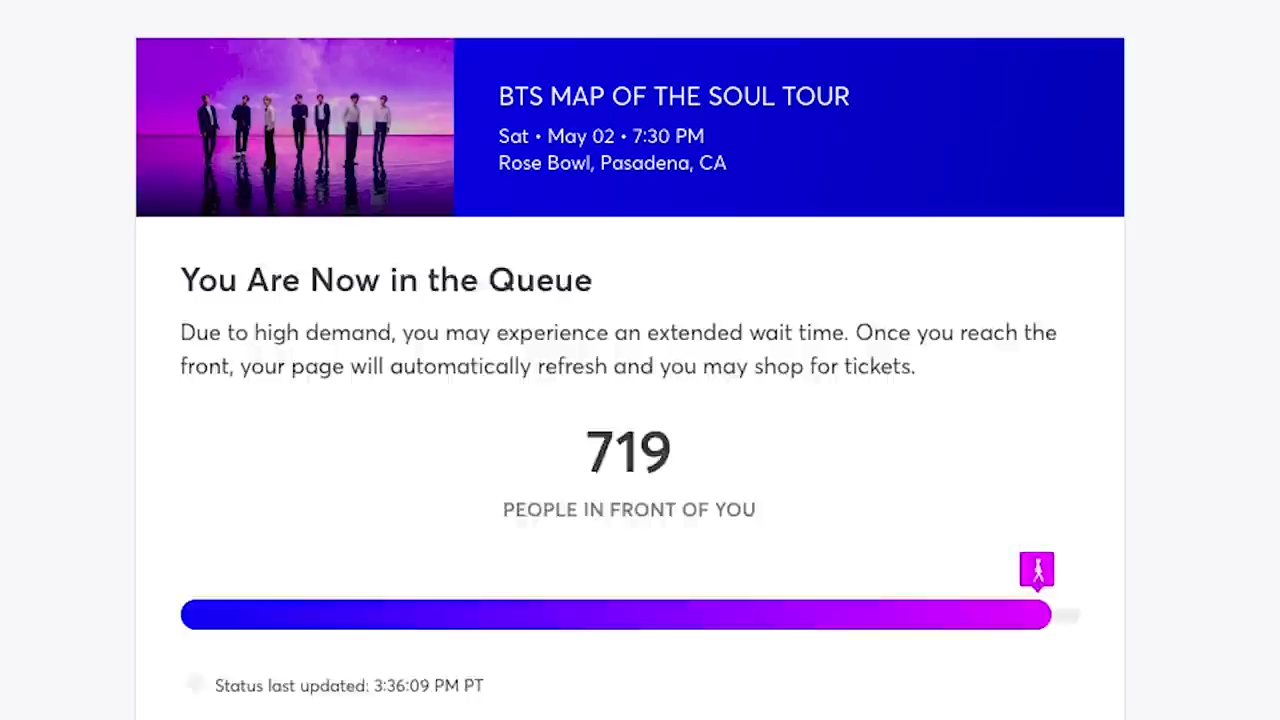 BTS MAP OF THE SOUL TOUR
Sat • May 02 • 7:30 PM
Rose Bowl, Pasadena, CA
You Are Now in the Queue
Due to high demand, you may experience an extended wait time. Once you reach the
front, your page will automatically refresh and you may shop for tickets.
719
PEOPLE IN FRONT OF YOU
Status last updated: 3:36:09 PM PT